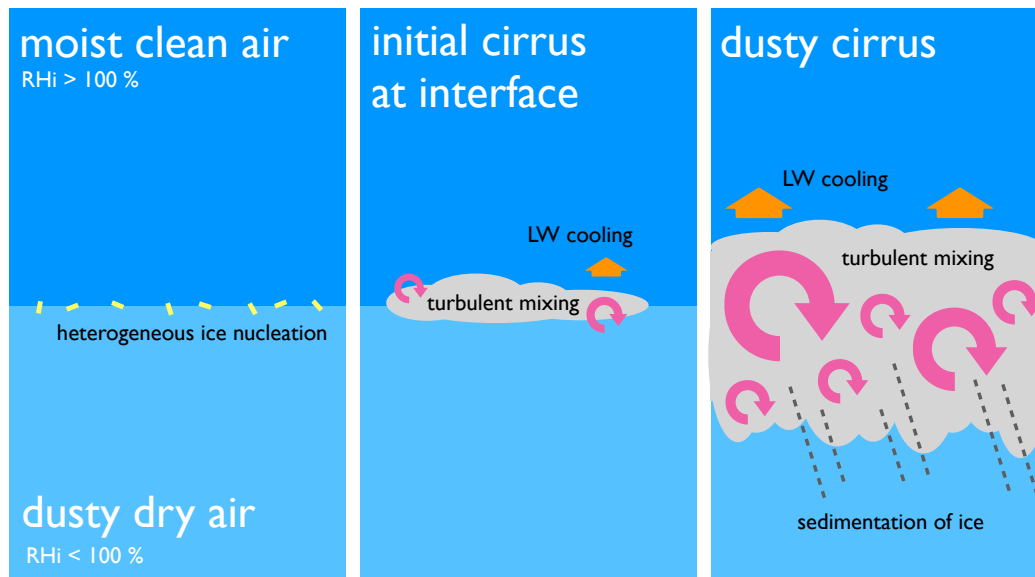 moist clean air
RHi > 100 %
heterogeneous ice nucleation
dusty dry air
RHi < 100 %
initial cirrus
at interface
LW cooling
turbulent mixing
dusty cirrus
LW cooling
turbulent mixing
sedimentation of ice